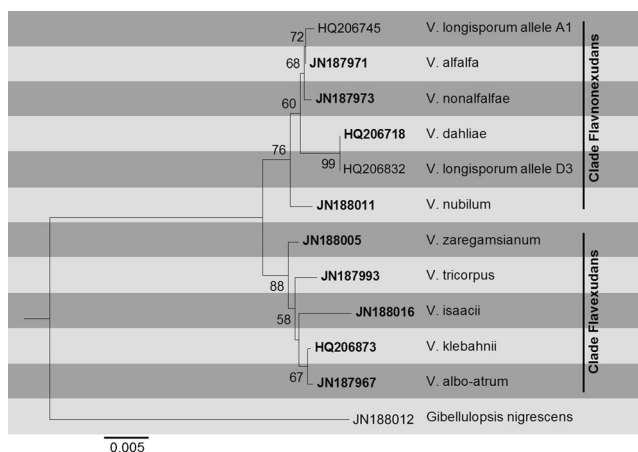 72
HQ206745 V. longisporum allele A1
68
JN187971 V. alfalfa
JN187973 V. nonalfalfae
60
HQ206718 V. dahliae
76
99
HQ206832 V. longisporum allele D3
JN188011 V. nubilum
Clade Flavnonexudans
JN188005 V. zaregamsianum
JN187993 V. tricorpus
88
JN188016 V. isaacii
58
HQ206873 V. klebahnii
67
JN187967 V. albo-atrum
Clade Flavexudans
JN188012 Gibellulopsis nigrescens
0.005